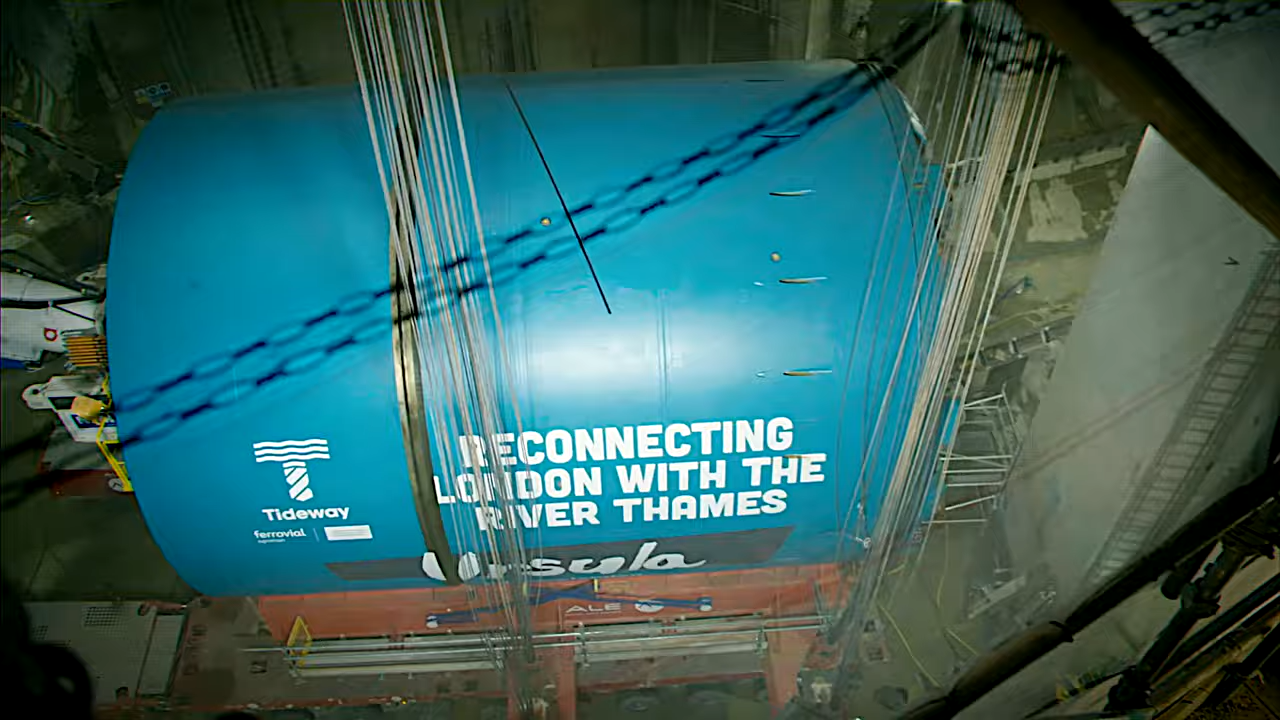 RECONNECTING
LONDON WITH THE
RIVER THAMES
Tideway
ferrovial
Ursula
ALE